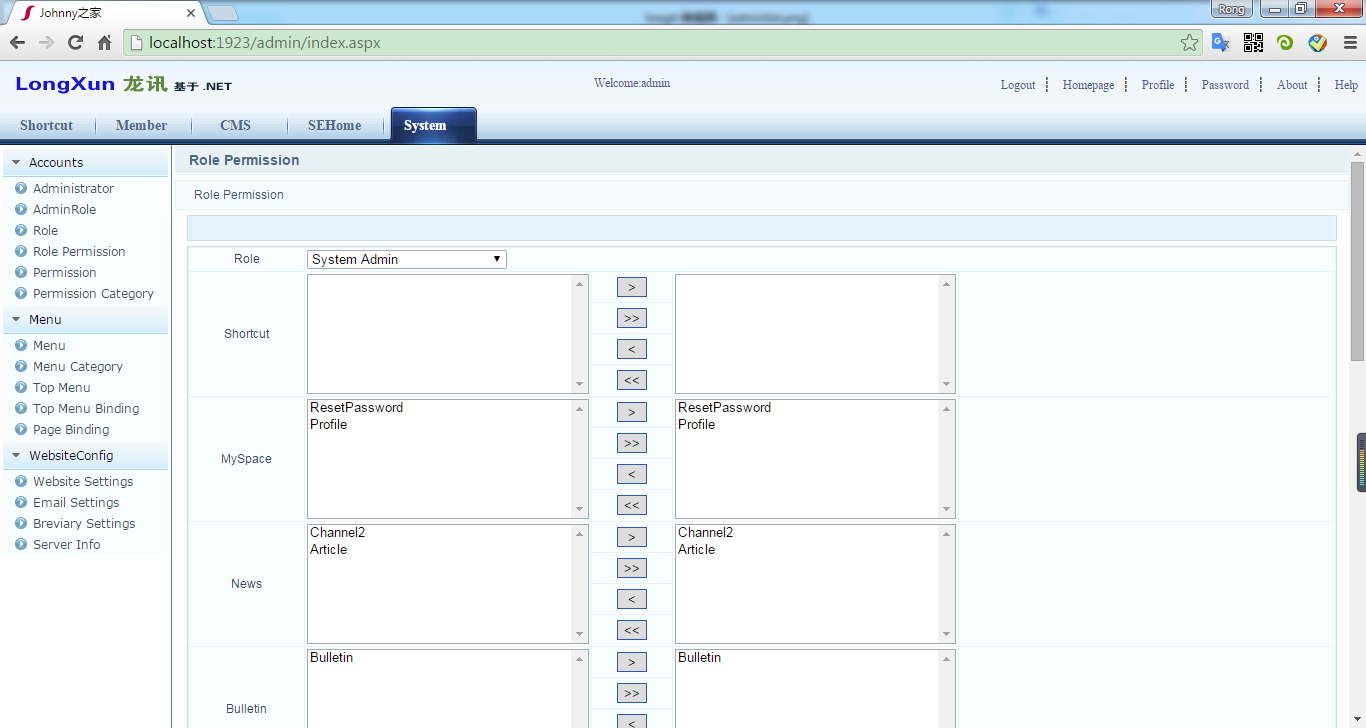 Johnny之家
Rong
localhost:1923/admin/index.aspx
LongXun 龙讯 基于 .NET
Welcome:admin
Logout Homepage Profile Password About Help
Shortcut Member CMS SEHome System
Accounts
Administrator
AdminRole
Role
Role Permission
Permission
Permission Category
Menu
Menu
Menu Category
Top Menu
Top Menu Binding
Page Binding
WebsiteConfig
Website Settings
Email Settings
Breviary Settings
Server Info
Role Permission
Role Permission
Role System Admin
Shortcut
>
>>
<
<<
MySpace
ResetPassword
Profile
>
>>
<
<<
ResetPassword
Profile
News
Channel2
Article
>
>>
<
<<
Channel2
Article
Bulletin
Bulletin
>
>>
<
Bulletin